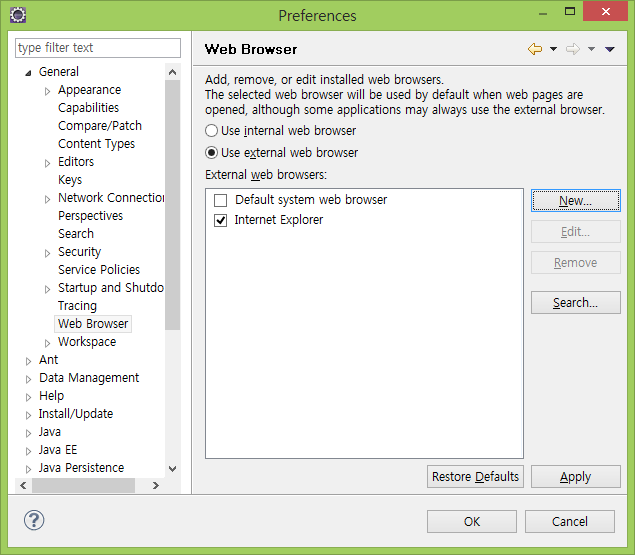 Preferences
type filter text
General
Appearance
Capabilities
Compare/Patch
Content Types
Editors
Keys
Network Connection
Perspectives
Search
Security
Service Policies
Startup and Shutdo
Tracing
Web Browser
Workspace
Ant
Data Management
Help
Install/Update
Java
Java EE
Java Persistence
Web Browser
Add, remove, or edit installed web browsers.
The selected web browser will be used by default when web pages are
opened, although some applications may always use the external browser.
Use internal web browser
Use external web browser
External web browsers:
Default system web browser
Internet Explorer
New...
Edit...
Remove
Search...
Restore Defaults
Apply
?
OK
Cancel